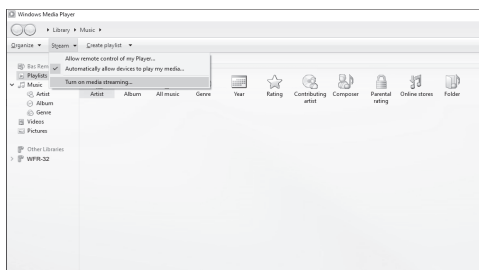 Windows Media Player
Library ▸ Music ▸
Organize Stream Create playlist
Allow remote control of my Player...
Automatically allow devices to play my media...
Turn on media streaming...
Bas Rem
Playlists
Music
Artist
Album
Genre
Videos
Pictures
Other Libraries
WFR-32
Artist Album All music Genre Year Rating Contributing artist Composer Parental rating Online stores Folder